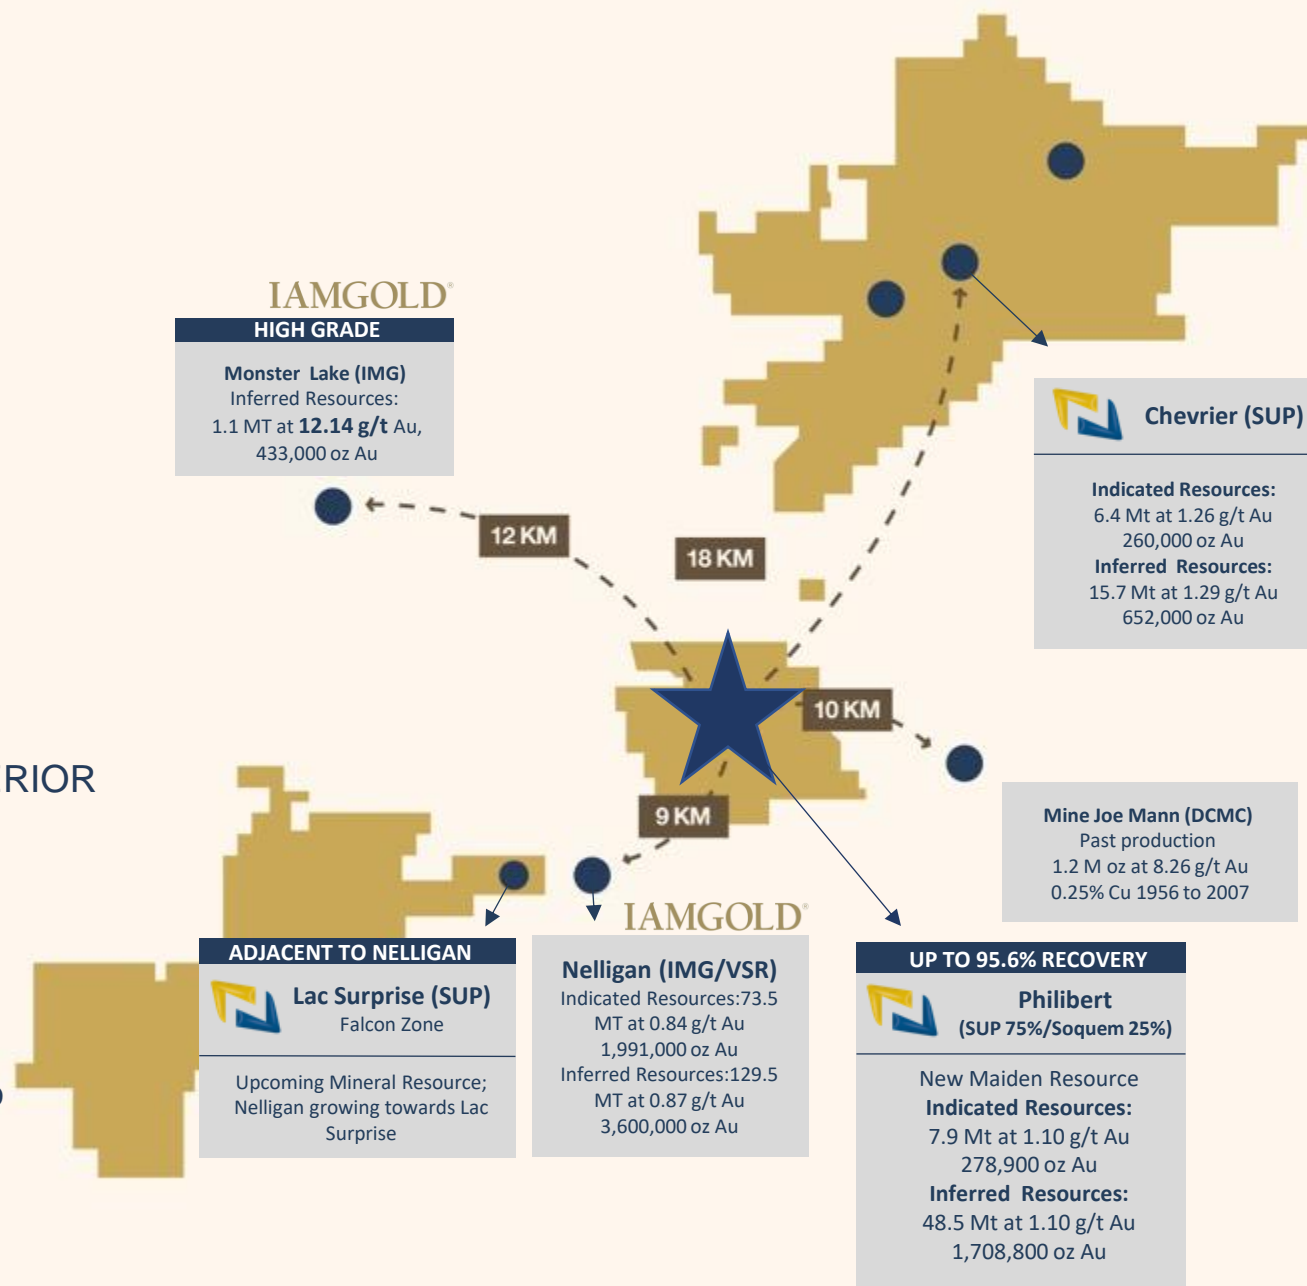 IAMGOLD®
HIGH GRADE
Monster Lake (IMG)
Inferred Resources:
1.1 MT at 12.14 g/t Au,
433,000 oz Au
12 KM
18 KM
Chevrier (SUP)
Indicated Resources:
6.4 Mt at 1.26 g/t Au
260,000 oz Au
Inferred Resources:
15.7 Mt at 1.29 g/t Au
652,000 oz Au
10 KM
ERIOR
9 KM
Mine Joe Mann (DCMC)
Past production
1.2 M oz at 8.26 g/t Au
0.25% Cu 1956 to 2007
IAMGOLD®
ADJACENT TO NELLIGAN
Lac Surprise (SUP)
Falcon Zone
Upcoming Mineral Resource;
Nelligan growing towards Lac
Surprise
Nelligan (IMG/VSR)
Indicated Resources:73.5
MT at 0.84 g/t Au
1,991,000 oz Au
Inferred Resources:129.5
MT at 0.87 g/t Au
3,600,000 oz Au
UP TO 95.6% RECOVERY
Philibert
(SUP 75%/Soquem 25%)
New Maiden Resource
Indicated Resources:
7.9 Mt at 1.10 g/t Au
278,900 oz Au
Inferred Resources:
48.5 Mt at 1.10 g/t Au
1,708,800 oz Au